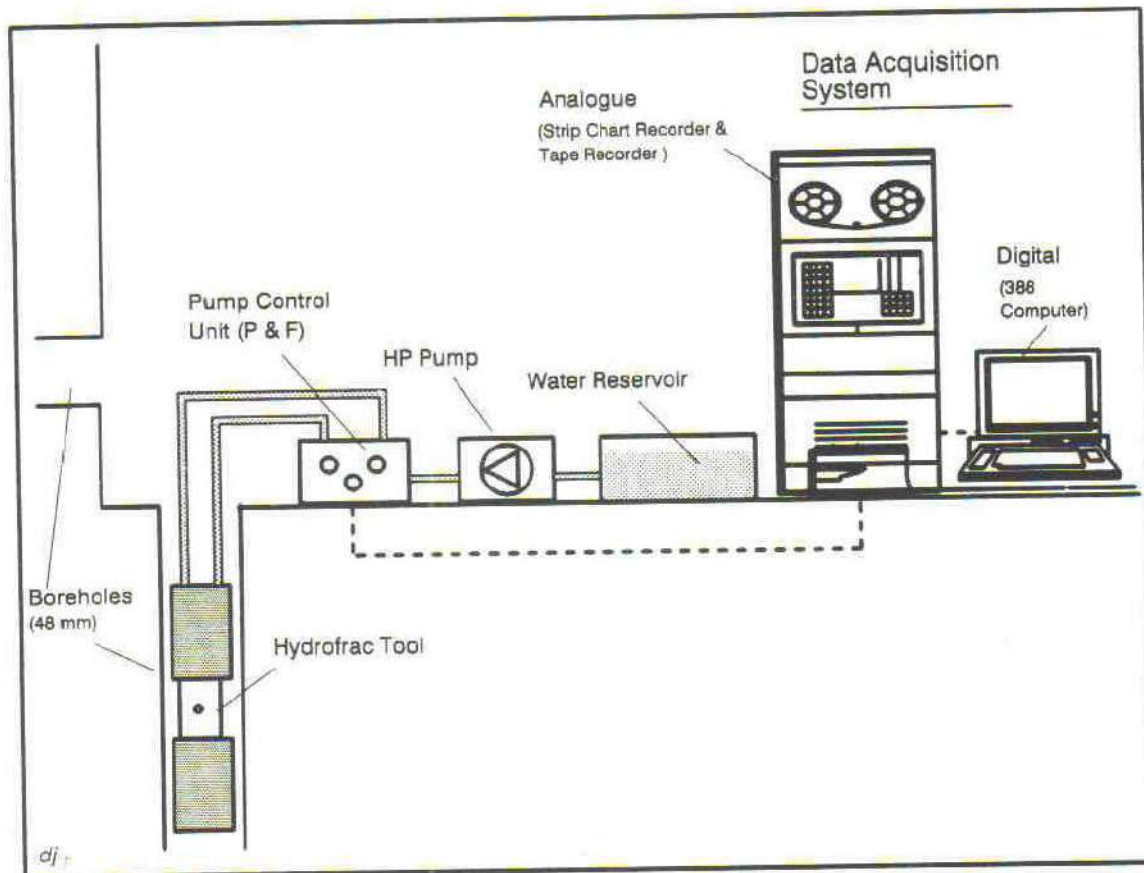 Data Acquisition
System
Analogue
(Strip Chart Recorder &
Tape Recorder )
Digital
(386
Computer)
Pump Control
Unit (P & F)
HP Pump
Water Reservoir
Boreholes
(48 mm)
Hydrofrac Tool
dj